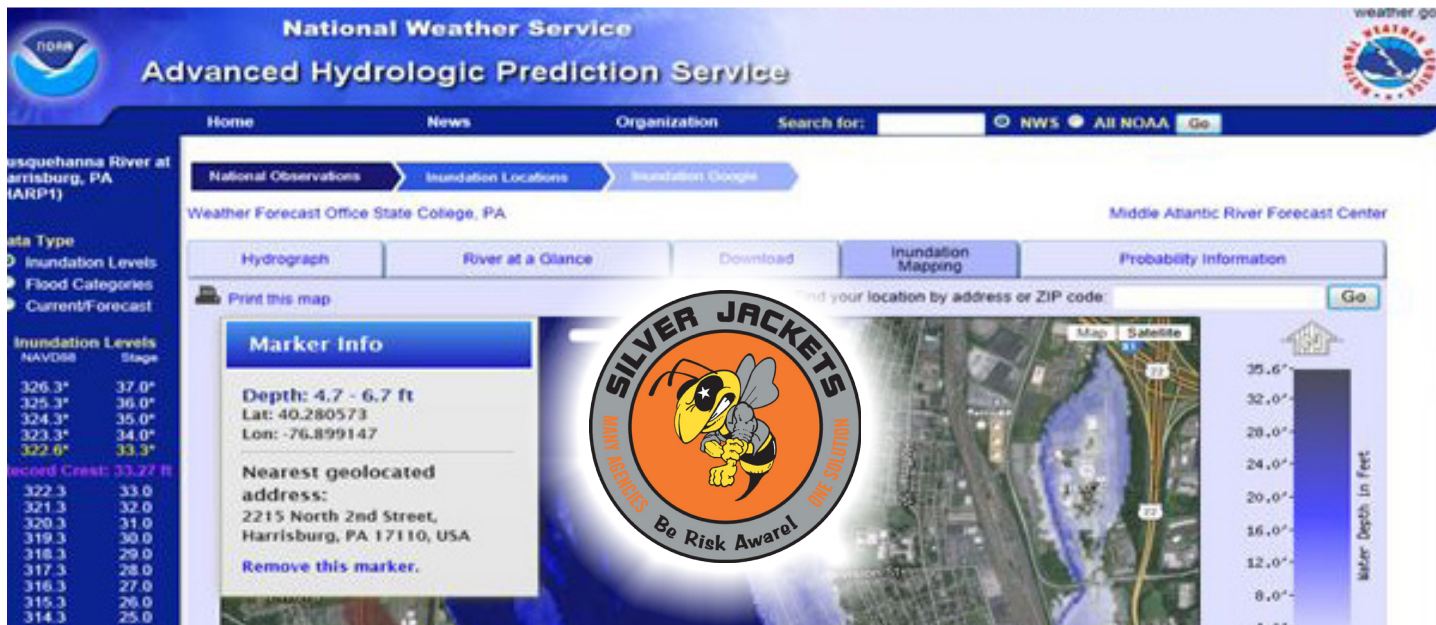 National Weather Service
weather.go
Advanced Hydrologic Prediction Service
NOAA
NATIONAL WEATHER SERVICE
Home
News
Organization
Search for:
NWS
All NOAA
Go
usquehanna River at
arrisburg, PA
HARP1)
National Observations
Inundation Locations
Inundation Google
Weather Forecast Office State College, PA
Middle Atlantic River Forecast Center
ata Type
Inundation Levels
Flood Categories
Current/Forecast
Hydrograph
River at a Glance
Download
Inundation
Mapping
Probability Information
Print this map
Find your location by address or ZIP code:
Go
Inundation Levels
NAVD88 Stage
326.3* 37.0*
325.3* 36.0*
324.3* 35.0*
323.3* 34.0*
322.6* 33.3*
ecord Crest: 33.27 ft
322.3 33.0
321.3 32.0
320.3 31.0
319.3 30.0
318.3 29.0
317.3 28.0
316.3 27.0
315.3 26.0
314.3 25.0
Marker Info
Depth: 4.7 - 6.7 ft
Lat: 40.280573
Lon: -76.899147
Nearest geolocated
address:
2215 North 2nd Street,
Harrisburg, PA 17110, USA
Remove this marker.
SILVER JACKETS
MANY AGENCIES
ONE SOLUTION
Be Risk Aware!
Map
Satellite
22
22
35.6'
32.0'
28.0'
24.0'
20.0'
16.0'
12.0'
8.0'
Water Depth in Feet